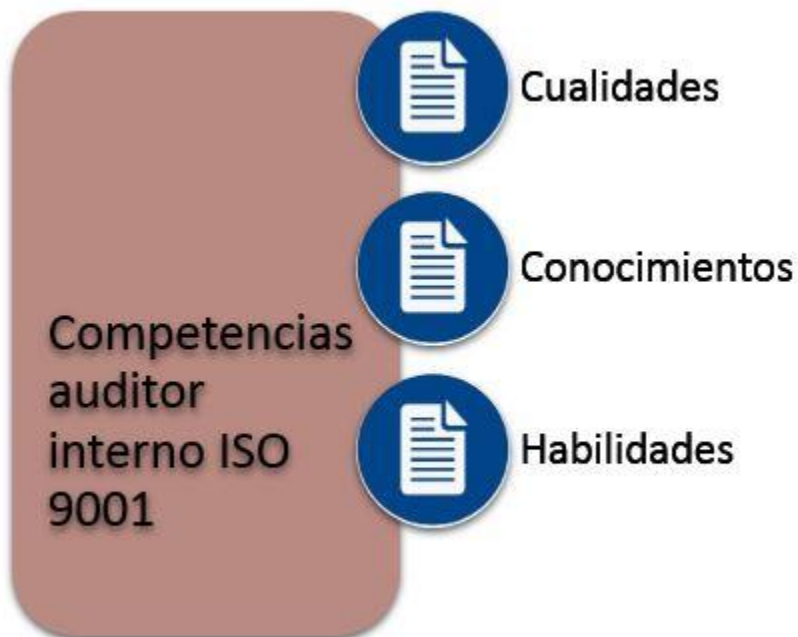 Cualidades
Conocimientos
Competencias
auditor
interno ISO
9001
Habilidades